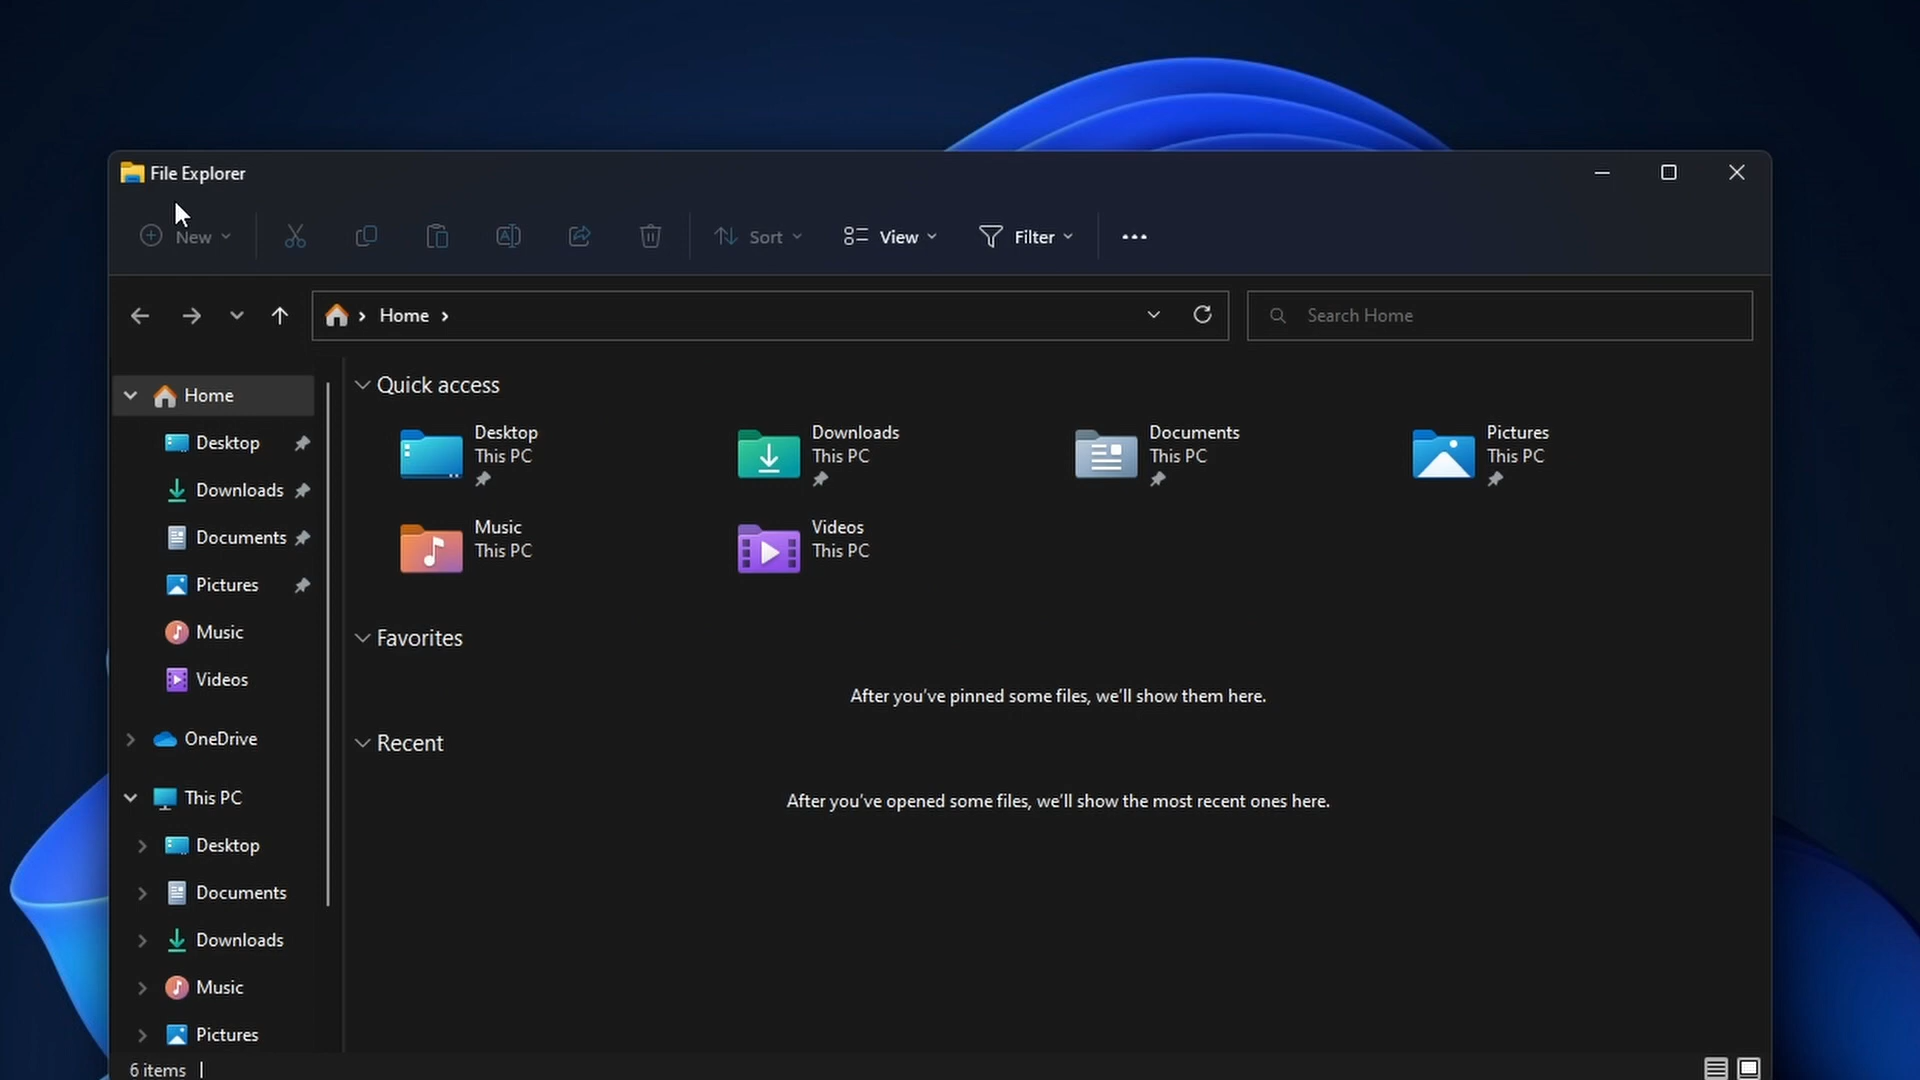 File Explorer
New
Sort
View
Filter
Home
Search Home
Home
Desktop
Downloads
Documents
Pictures
Music
Videos
OneDrive
This PC
Desktop
Documents
Downloads
Music
Pictures
Quick access
Desktop
This PC
Downloads
This PC
Documents
This PC
Pictures
This PC
Music
This PC
Videos
This PC
Favorites
After you've pinned some files, we'll show them here.
Recent
After you've opened some files, we'll show the most recent ones here.
6 items